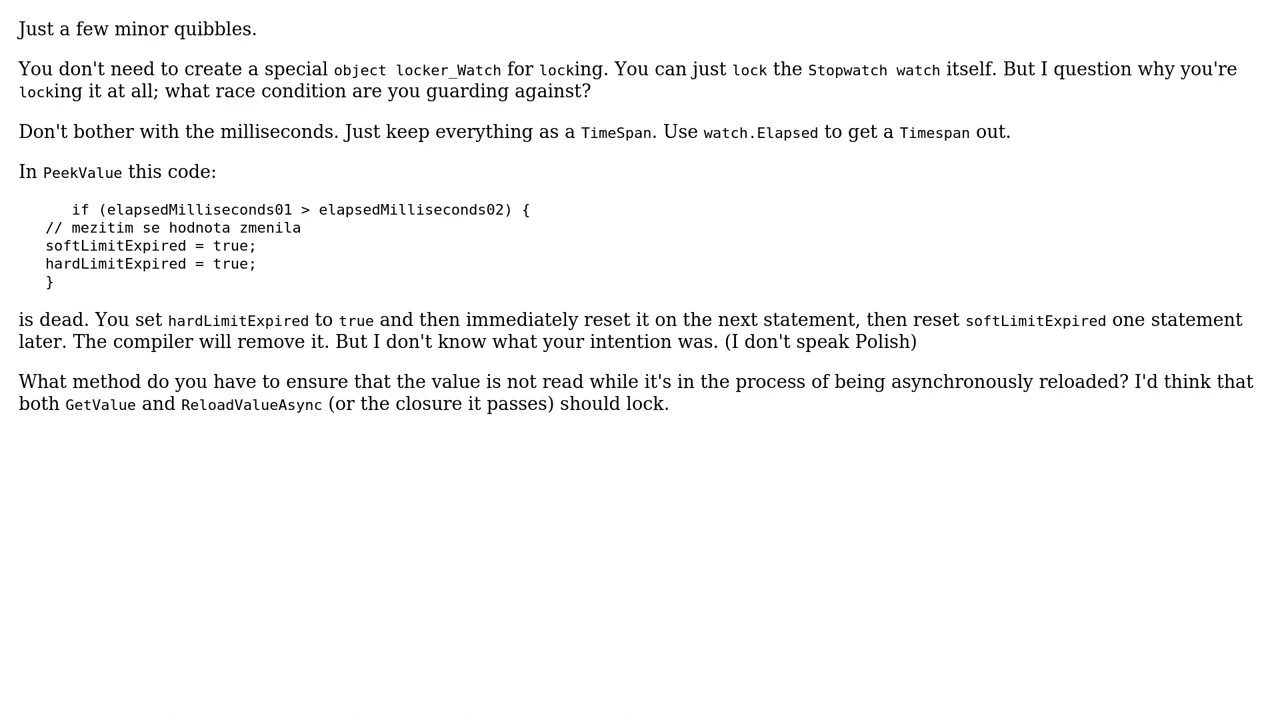 Just a few minor quibbles.
You don't need to create a special object locker_Watch for locking. You can just lock the Stopwatch watch itself. But I question why you're
locking it at all; what race condition are you guarding against?
Don't bother with the milliseconds. Just keep everything as a TimeSpan. Use watch.Elapsed to get a Timespan out.
In PeekValue this code:
if (elapsedMilliseconds01 > elapsedMilliseconds02) {
// mezitim se hodnota zmenila
softLimitExpired = true;
hardLimitExpired = true;
}
is dead. You set hardLimitExpired to true and then immediately reset it on the next statement, then reset softLimitExpired one statement
later. The compiler will remove it. But I don't know what your intention was. (I don't speak Polish)
What method do you have to ensure that the value is not read while it's in the process of being asynchronously reloaded? I'd think that
both GetValue and ReloadValueAsync (or the closure it passes) should lock.